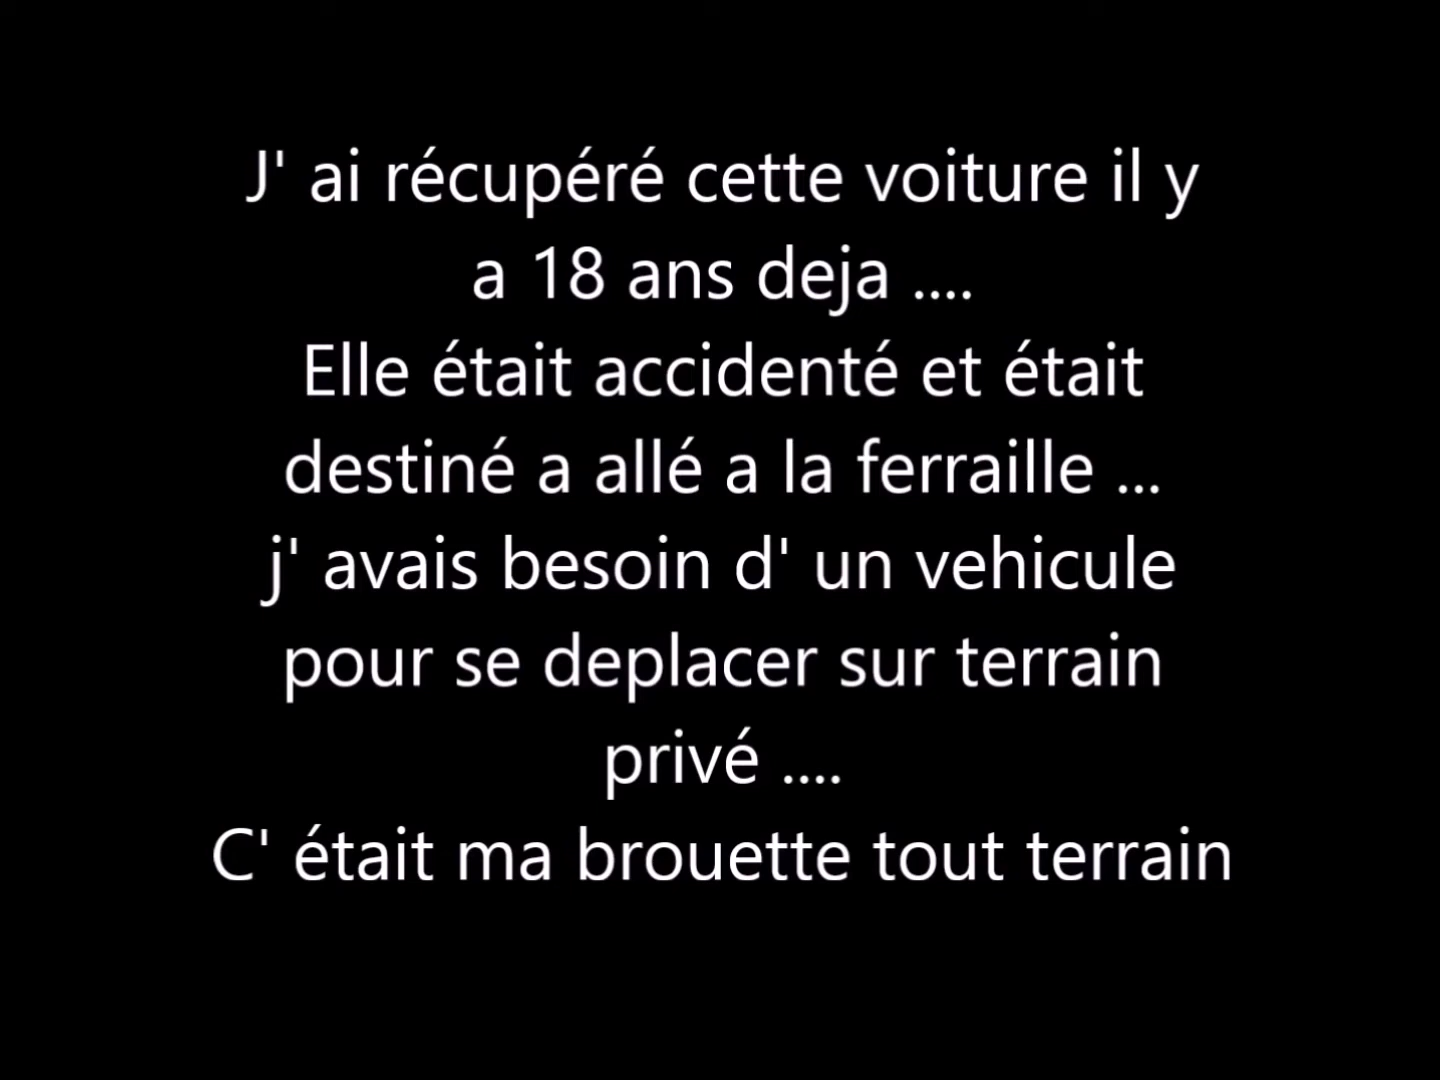 J' ai récupéré cette voiture il y
a 18 ans deja ....
Elle était accidenté et était
destiné a allé a la ferraille ...
j' avais besoin d' un vehicule
pour se deplacer sur terrain
privé ....
C' était ma brouette tout terrain